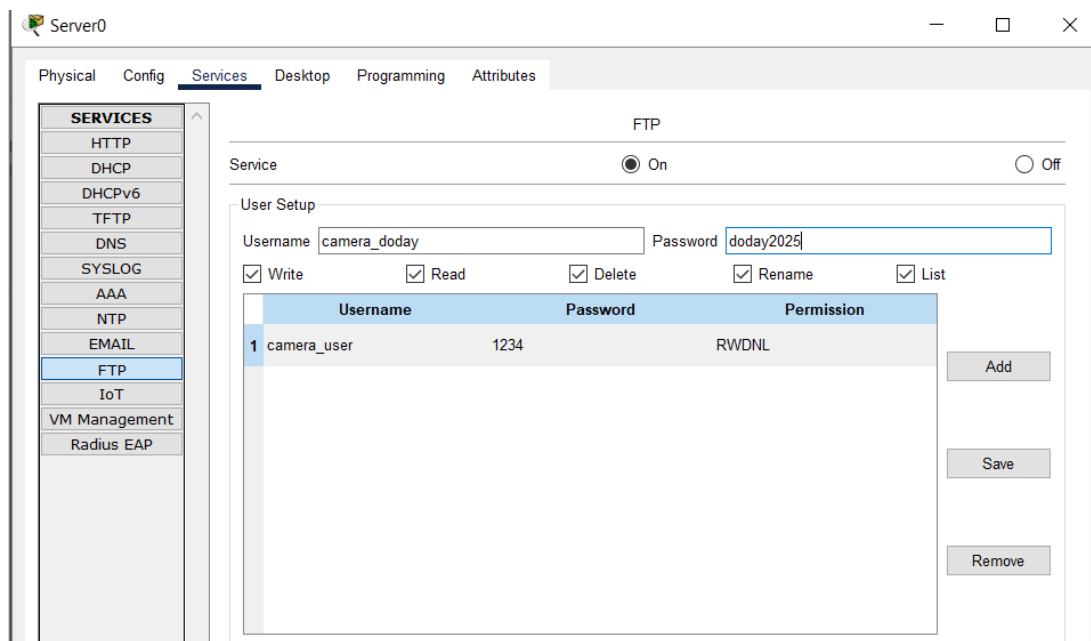 Server0
Physical Config Services Desktop Programming Attributes
SERVICES
HTTP
DHCP
DHCPv6
TFTP
DNS
SYSLOG
AAA
NTP
EMAIL
FTP
IoT
VM Management
Radius EAP
FTP
Service On Off
User Setup
Username camera_doday Password doday2025
Write Read Delete Rename List
Username Password Permission
1 camera_user 1234 RWDNL
Add
Save
Remove